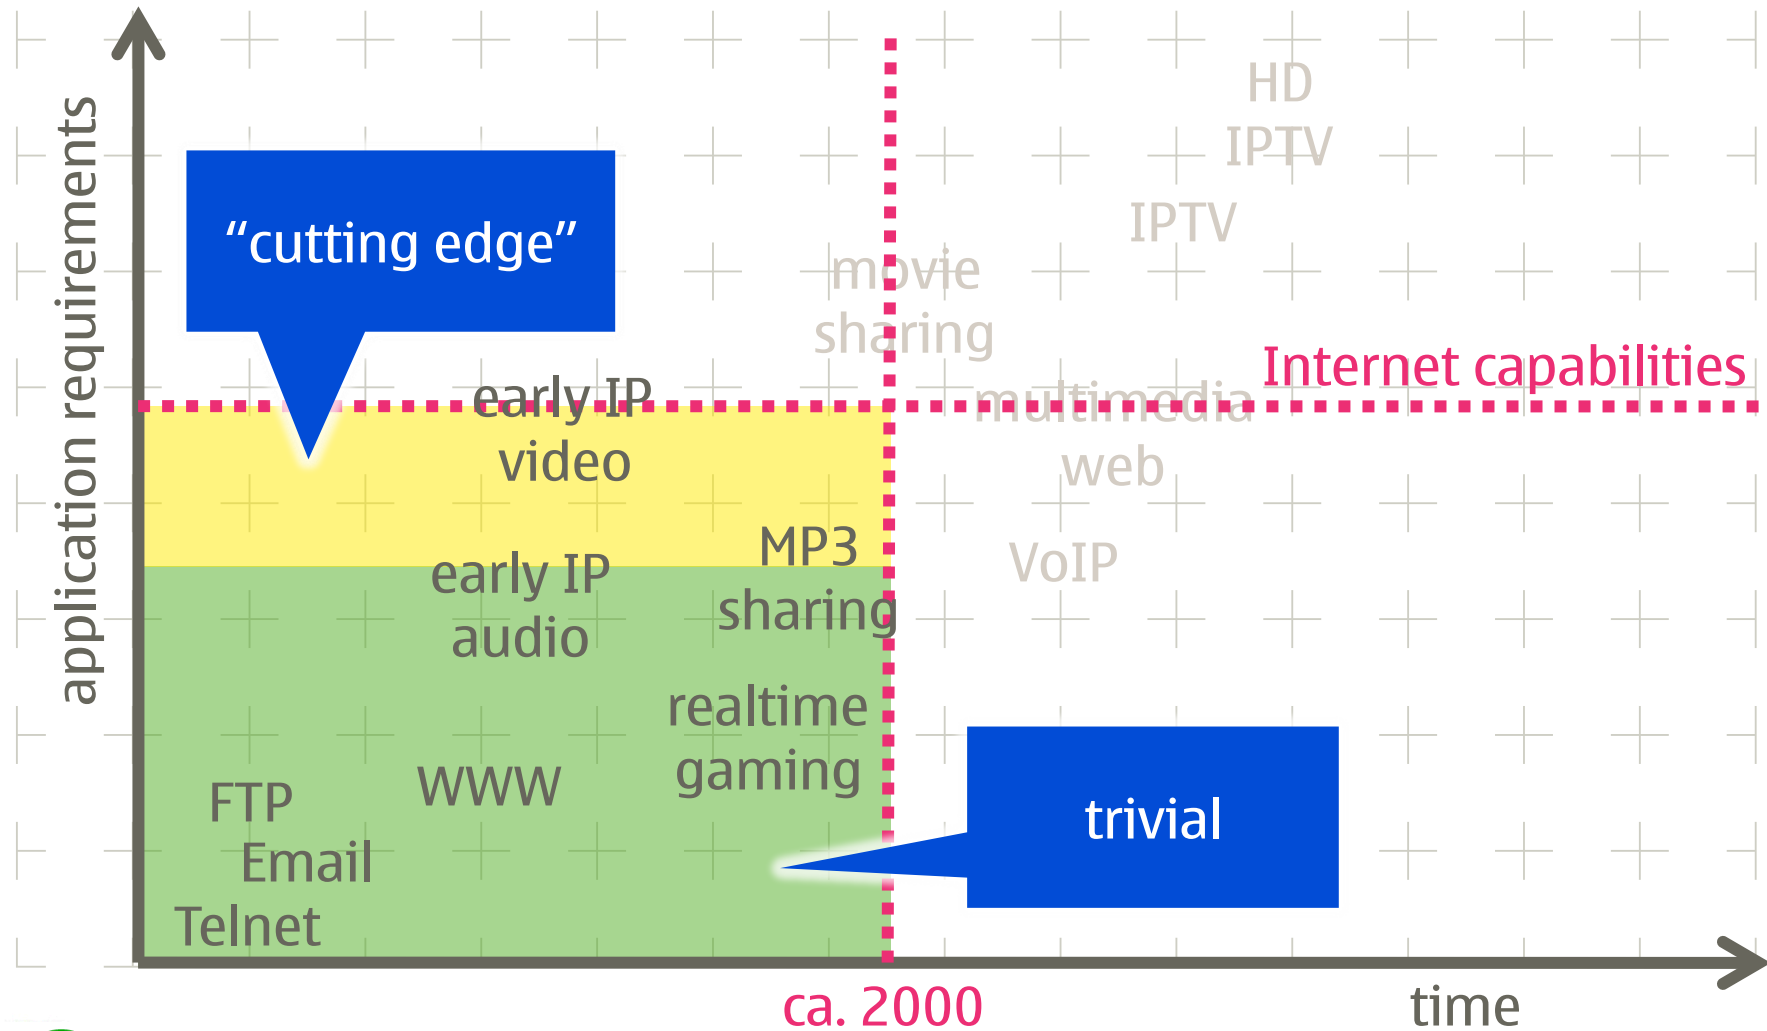 HD
IPTV
IPTV
“cutting edge”
movie
sharing
Internet capabilities
application requirements
early IP
video
multimedia
web
MP3
sharing
VoIP
early IP
audio
realtime
gaming
WWW
FTP
Email
Telnet
trivial
ca. 2000
time